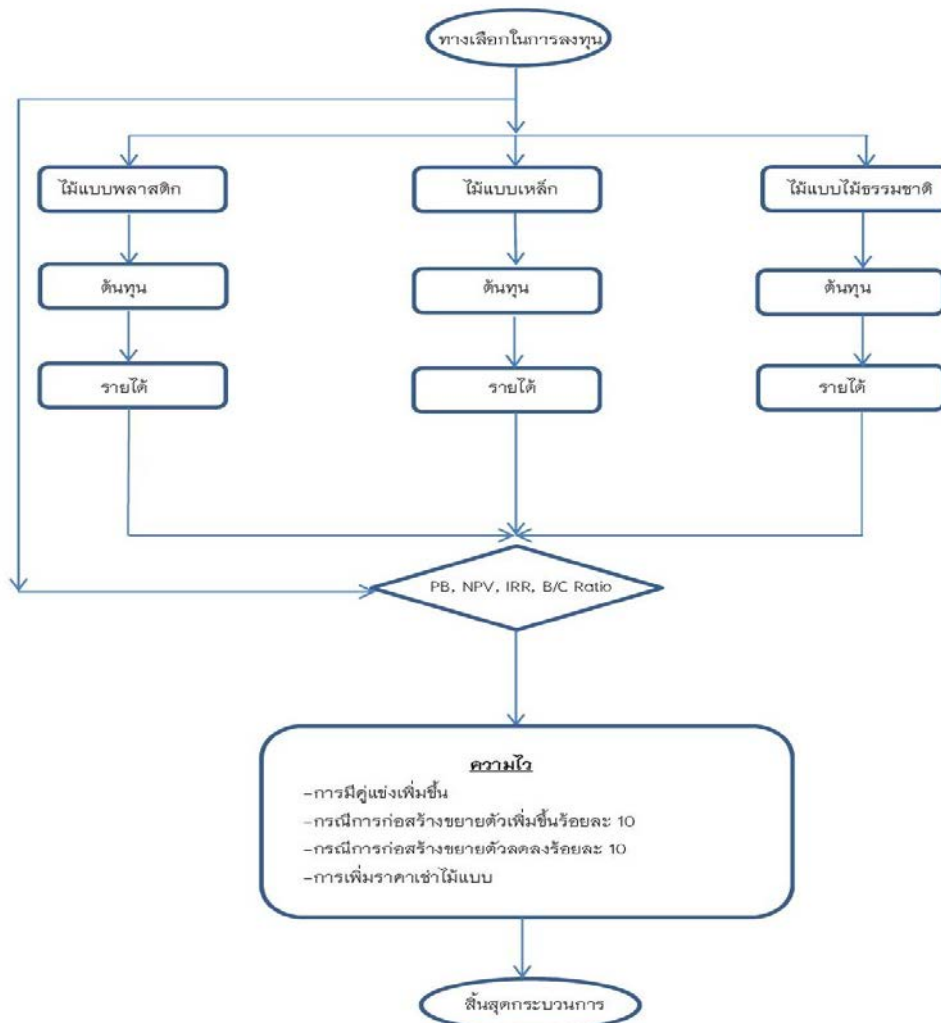 ทางเลือกในการลงทุน
ไม้แบบพลาสติก
ไม้แบบเหล็ก
ไม้แบบไม้ธรรมชาติ
ต้นทุน
ต้นทุน
ต้นทุน
รายได้
รายได้
รายได้
PB, NPV, IRR, B/C Ratio
ความไว
-การมีคู่แข่งเพิ่มขึ้น
-กรณีการก่อสร้างขยายตัวเพิ่มขึ้นร้อยละ 10
-กรณีการก่อสร้างขยายตัวลดลงร้อยละ 10
-การเพิ่มราคาเช่าไม้แบบ
สิ้นสุดกระบวนการ